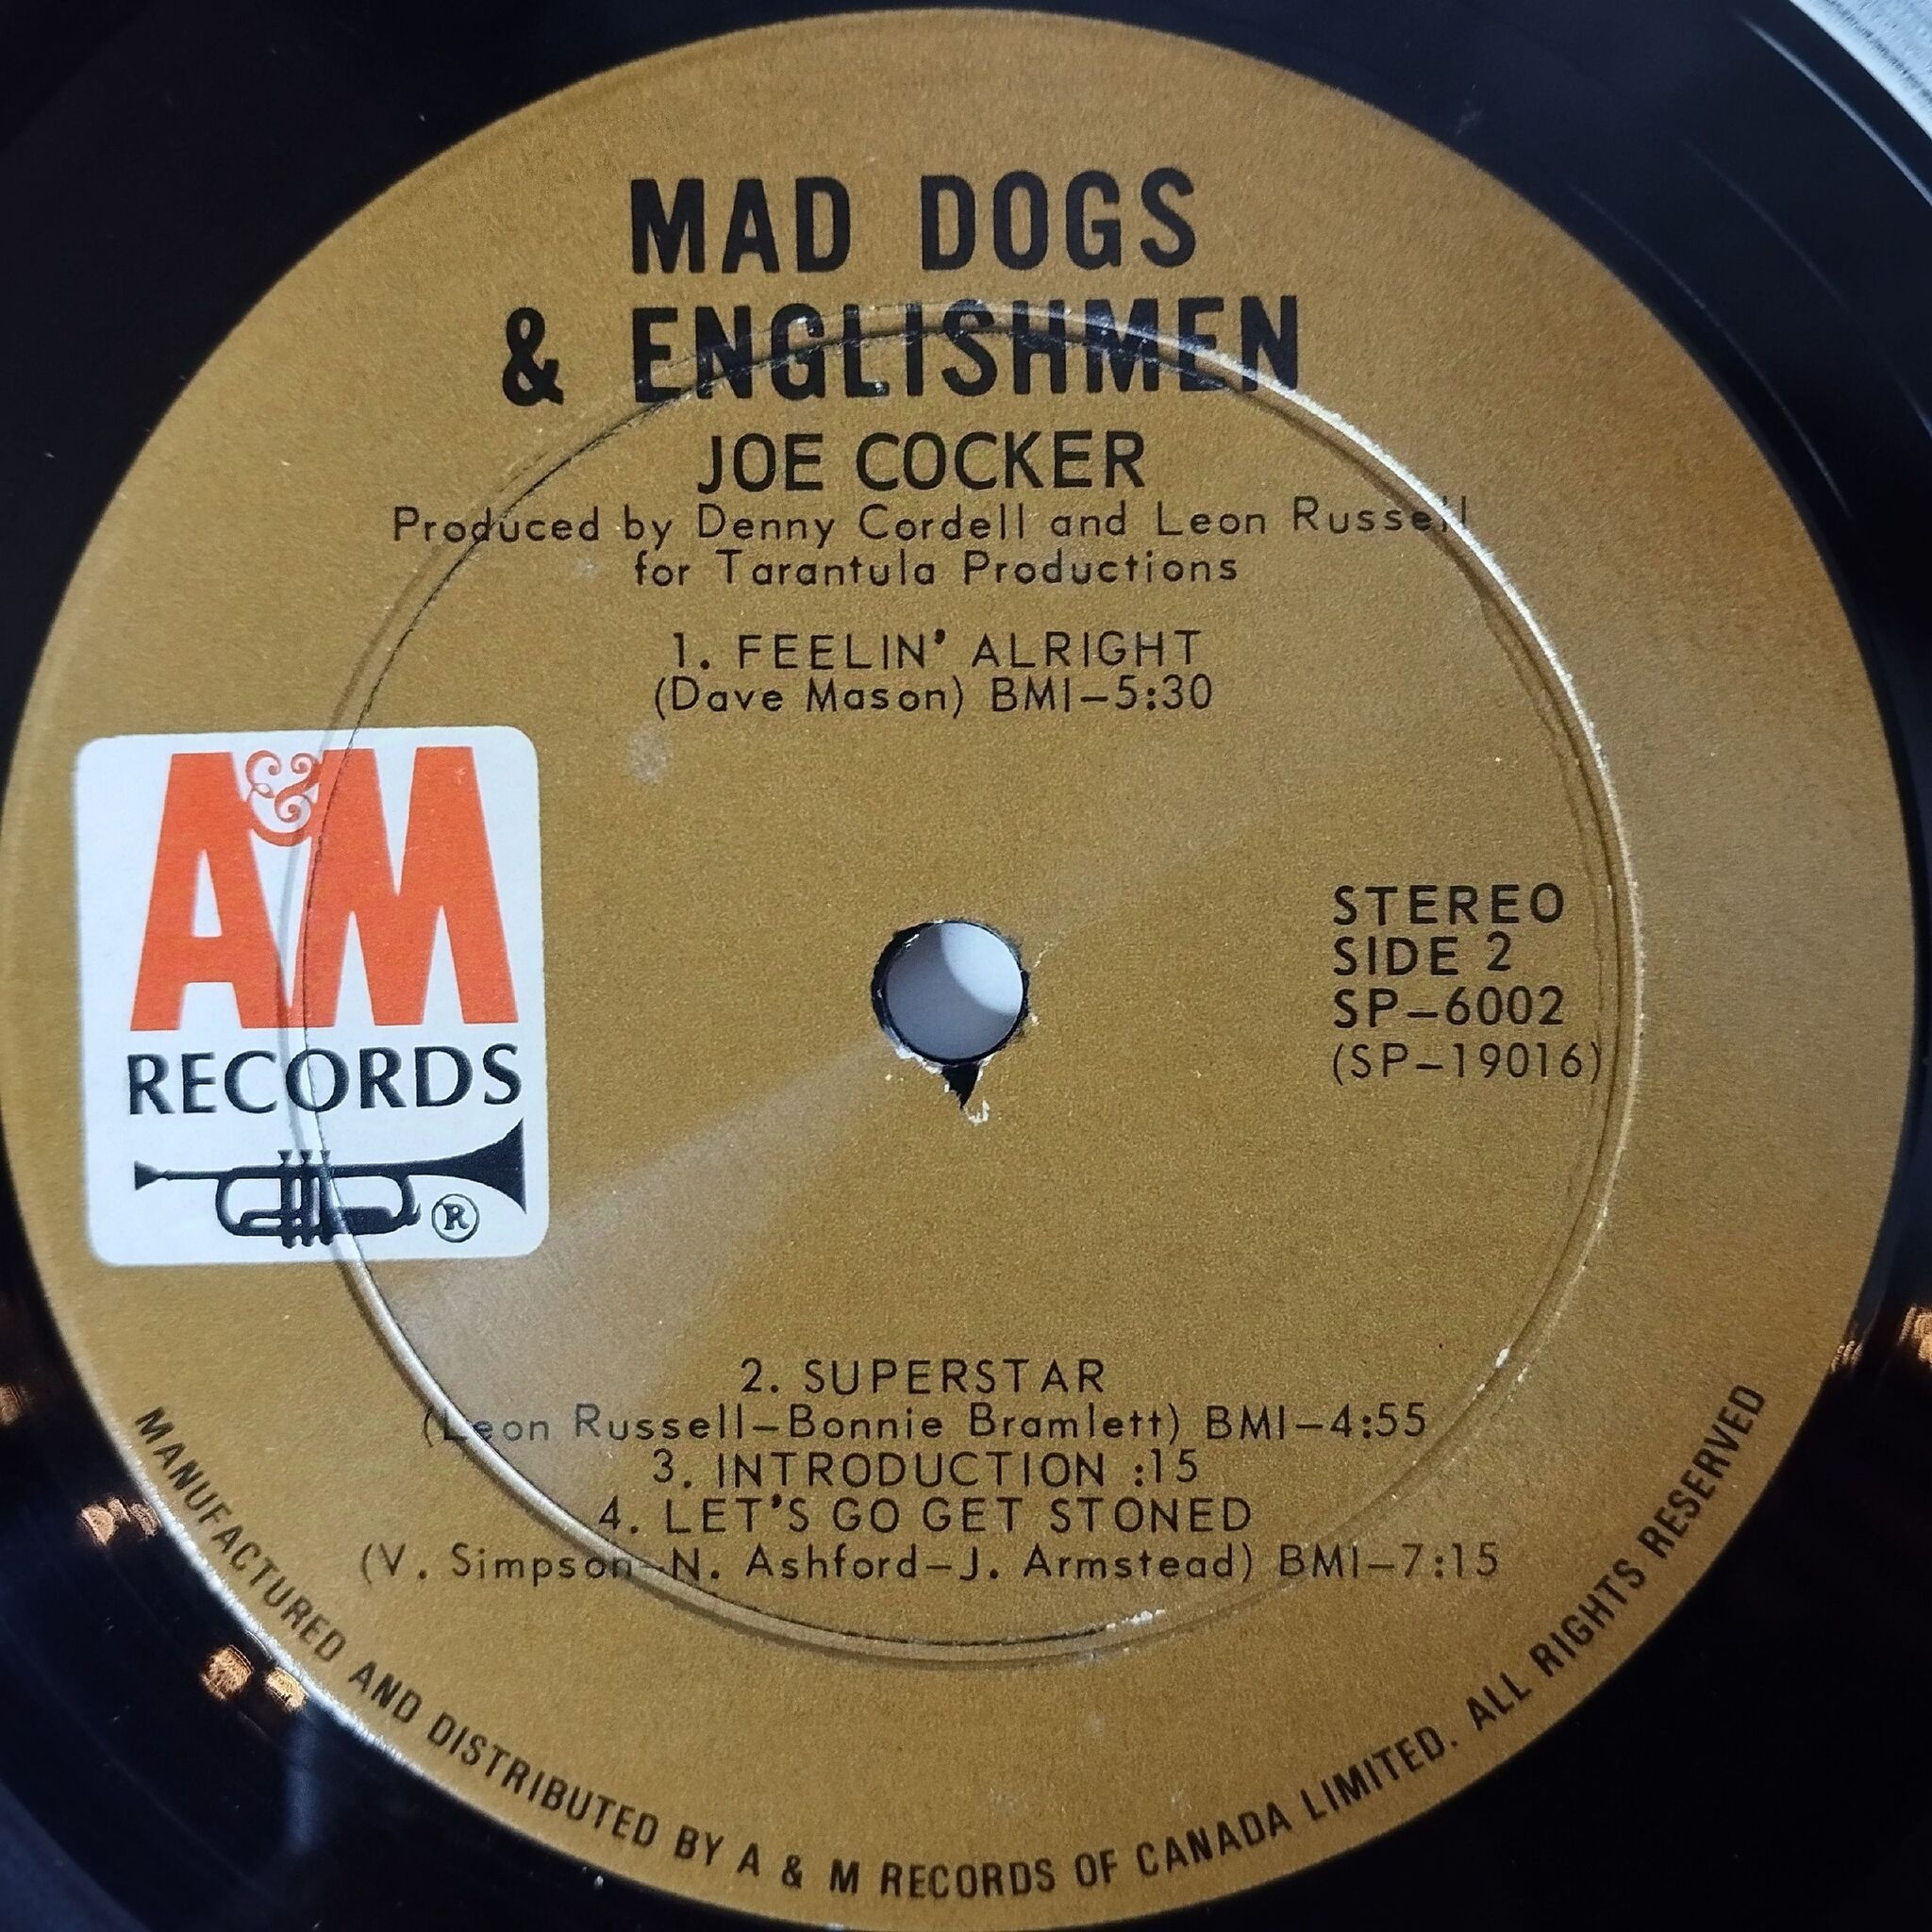 MAD DOGS
& ENGLISHMEN
JOE COCKER
Produced by Denny Cordell and Leon Russell
for Tarantula Productions
1. FEELIN' ALRIGHT
(Dave Mason) BMI–5:30
A&M
RECORDS
®
STEREO
SIDE 2
SP–6002
(SP–19016)
2. SUPERSTAR
(Leon Russell–Bonnie Bramlett) BMI–4:55
3. INTRODUCTION :15
4. LET'S GO GET STONED
(V. Simpson–N. Ashford–J. Armstead) BMI–7:15
MANUFACTURED AND DISTRIBUTED BY A & M RECORDS OF CANADA LIMITED. ALL RIGHTS RESERVED